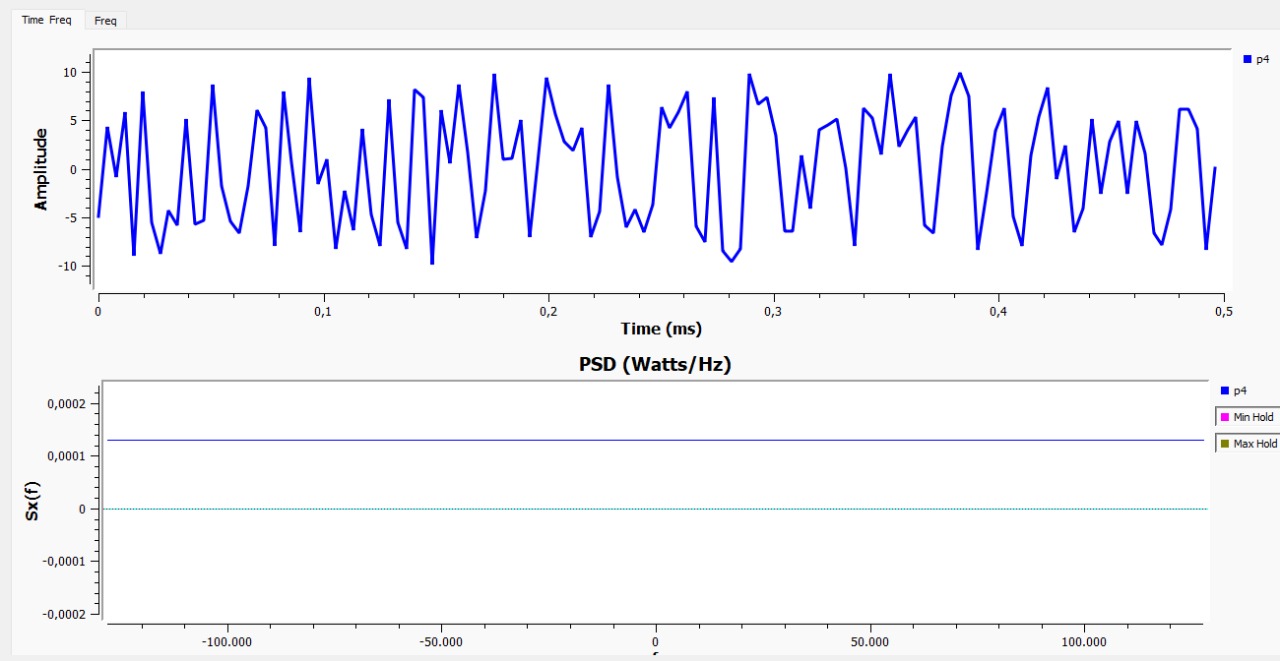 Time Freq
Freq
Amplitude
10
5
0
-5
-10
p4
0
0,1
0,2
0,3
0,4
0,5
Time (ms)
PSD (Watts/Hz)
Sx(f)
0,0002
0,0001
0
-0,0001
-0,0002
p4
Min Hold
Max Hold
-100.000
-50.000
0
50.000
100.000